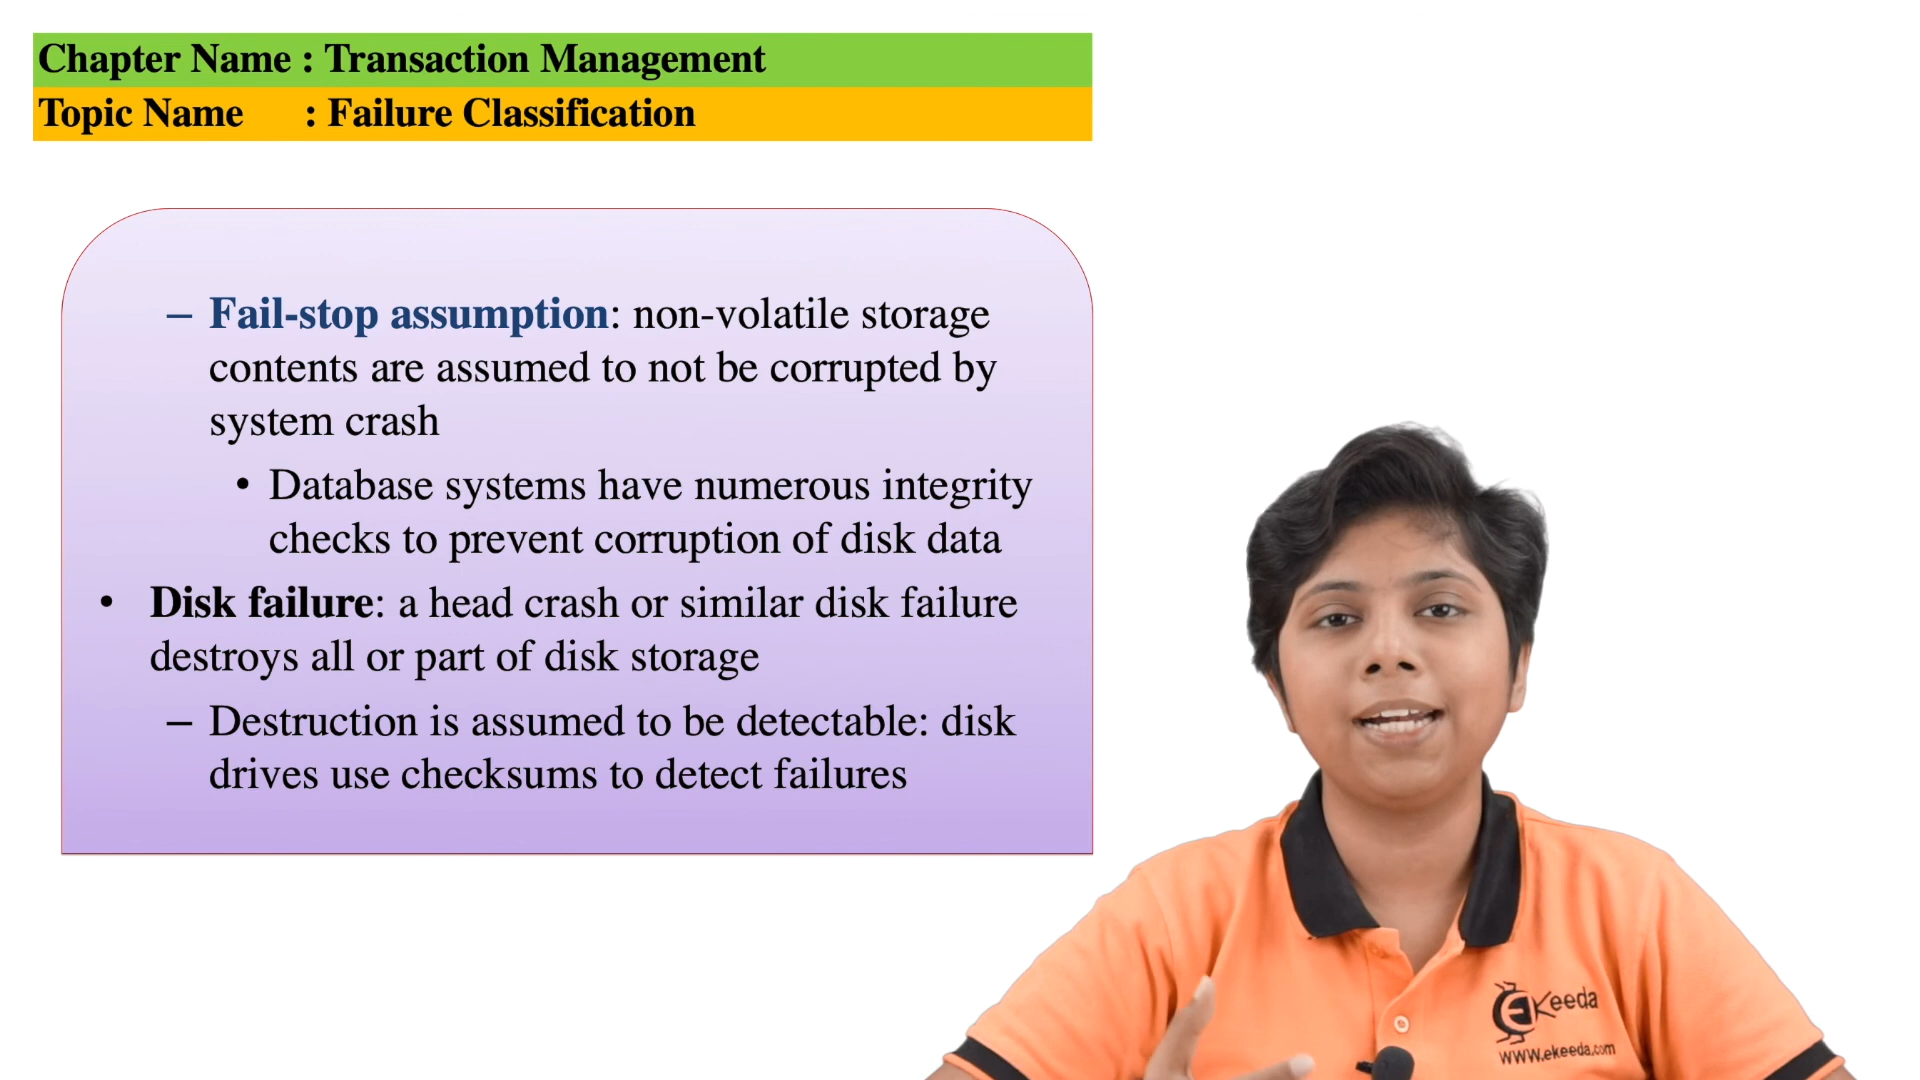 Chapter Name : Transaction Management
Topic Name : Failure Classification
– Fail-stop assumption: non-volatile storage
contents are assumed to not be corrupted by
system crash
• Database systems have numerous integrity
checks to prevent corruption of disk data
• Disk failure: a head crash or similar disk failure
destroys all or part of disk storage
– Destruction is assumed to be detectable: disk
drives use checksums to detect failures
EKeeda
www.ekeeda.com